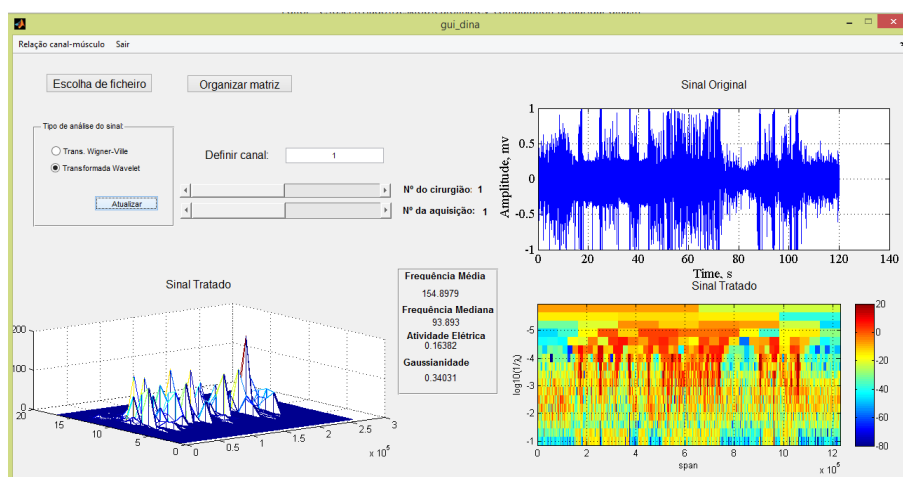 gui_dina
Relação canal-músculo Sair
Escolha de ficheiro
Organizar matriz
Tipo de análise do sinal:
Trans. Wigner-Ville
Transformada Wavelet
Atualizar
Definir canal: 1
Nº do cirurgião: 1
Nº da aquisição: 1
Sinal Original
Amplitude, mv
1
0.5
0
-0.5
-1
0 20 40 60 80 100 120 140
Time, s
Sinal Tratado
200
100
0
20
15
10
5
0
0 0.5 1 1.5 2 2.5 3
x 10⁵
Frequência Média
154.8979
Frequência Mediana
93.893
Atividade Elétrica
0.16382
Gaussianidade
0.34031
Sinal Tratado
log10(1/λ)
-5
-4
-3
-2
-1
0 2 4 6 8 10 12
span
x 10⁵
20
0
-20
-40
-60
-80